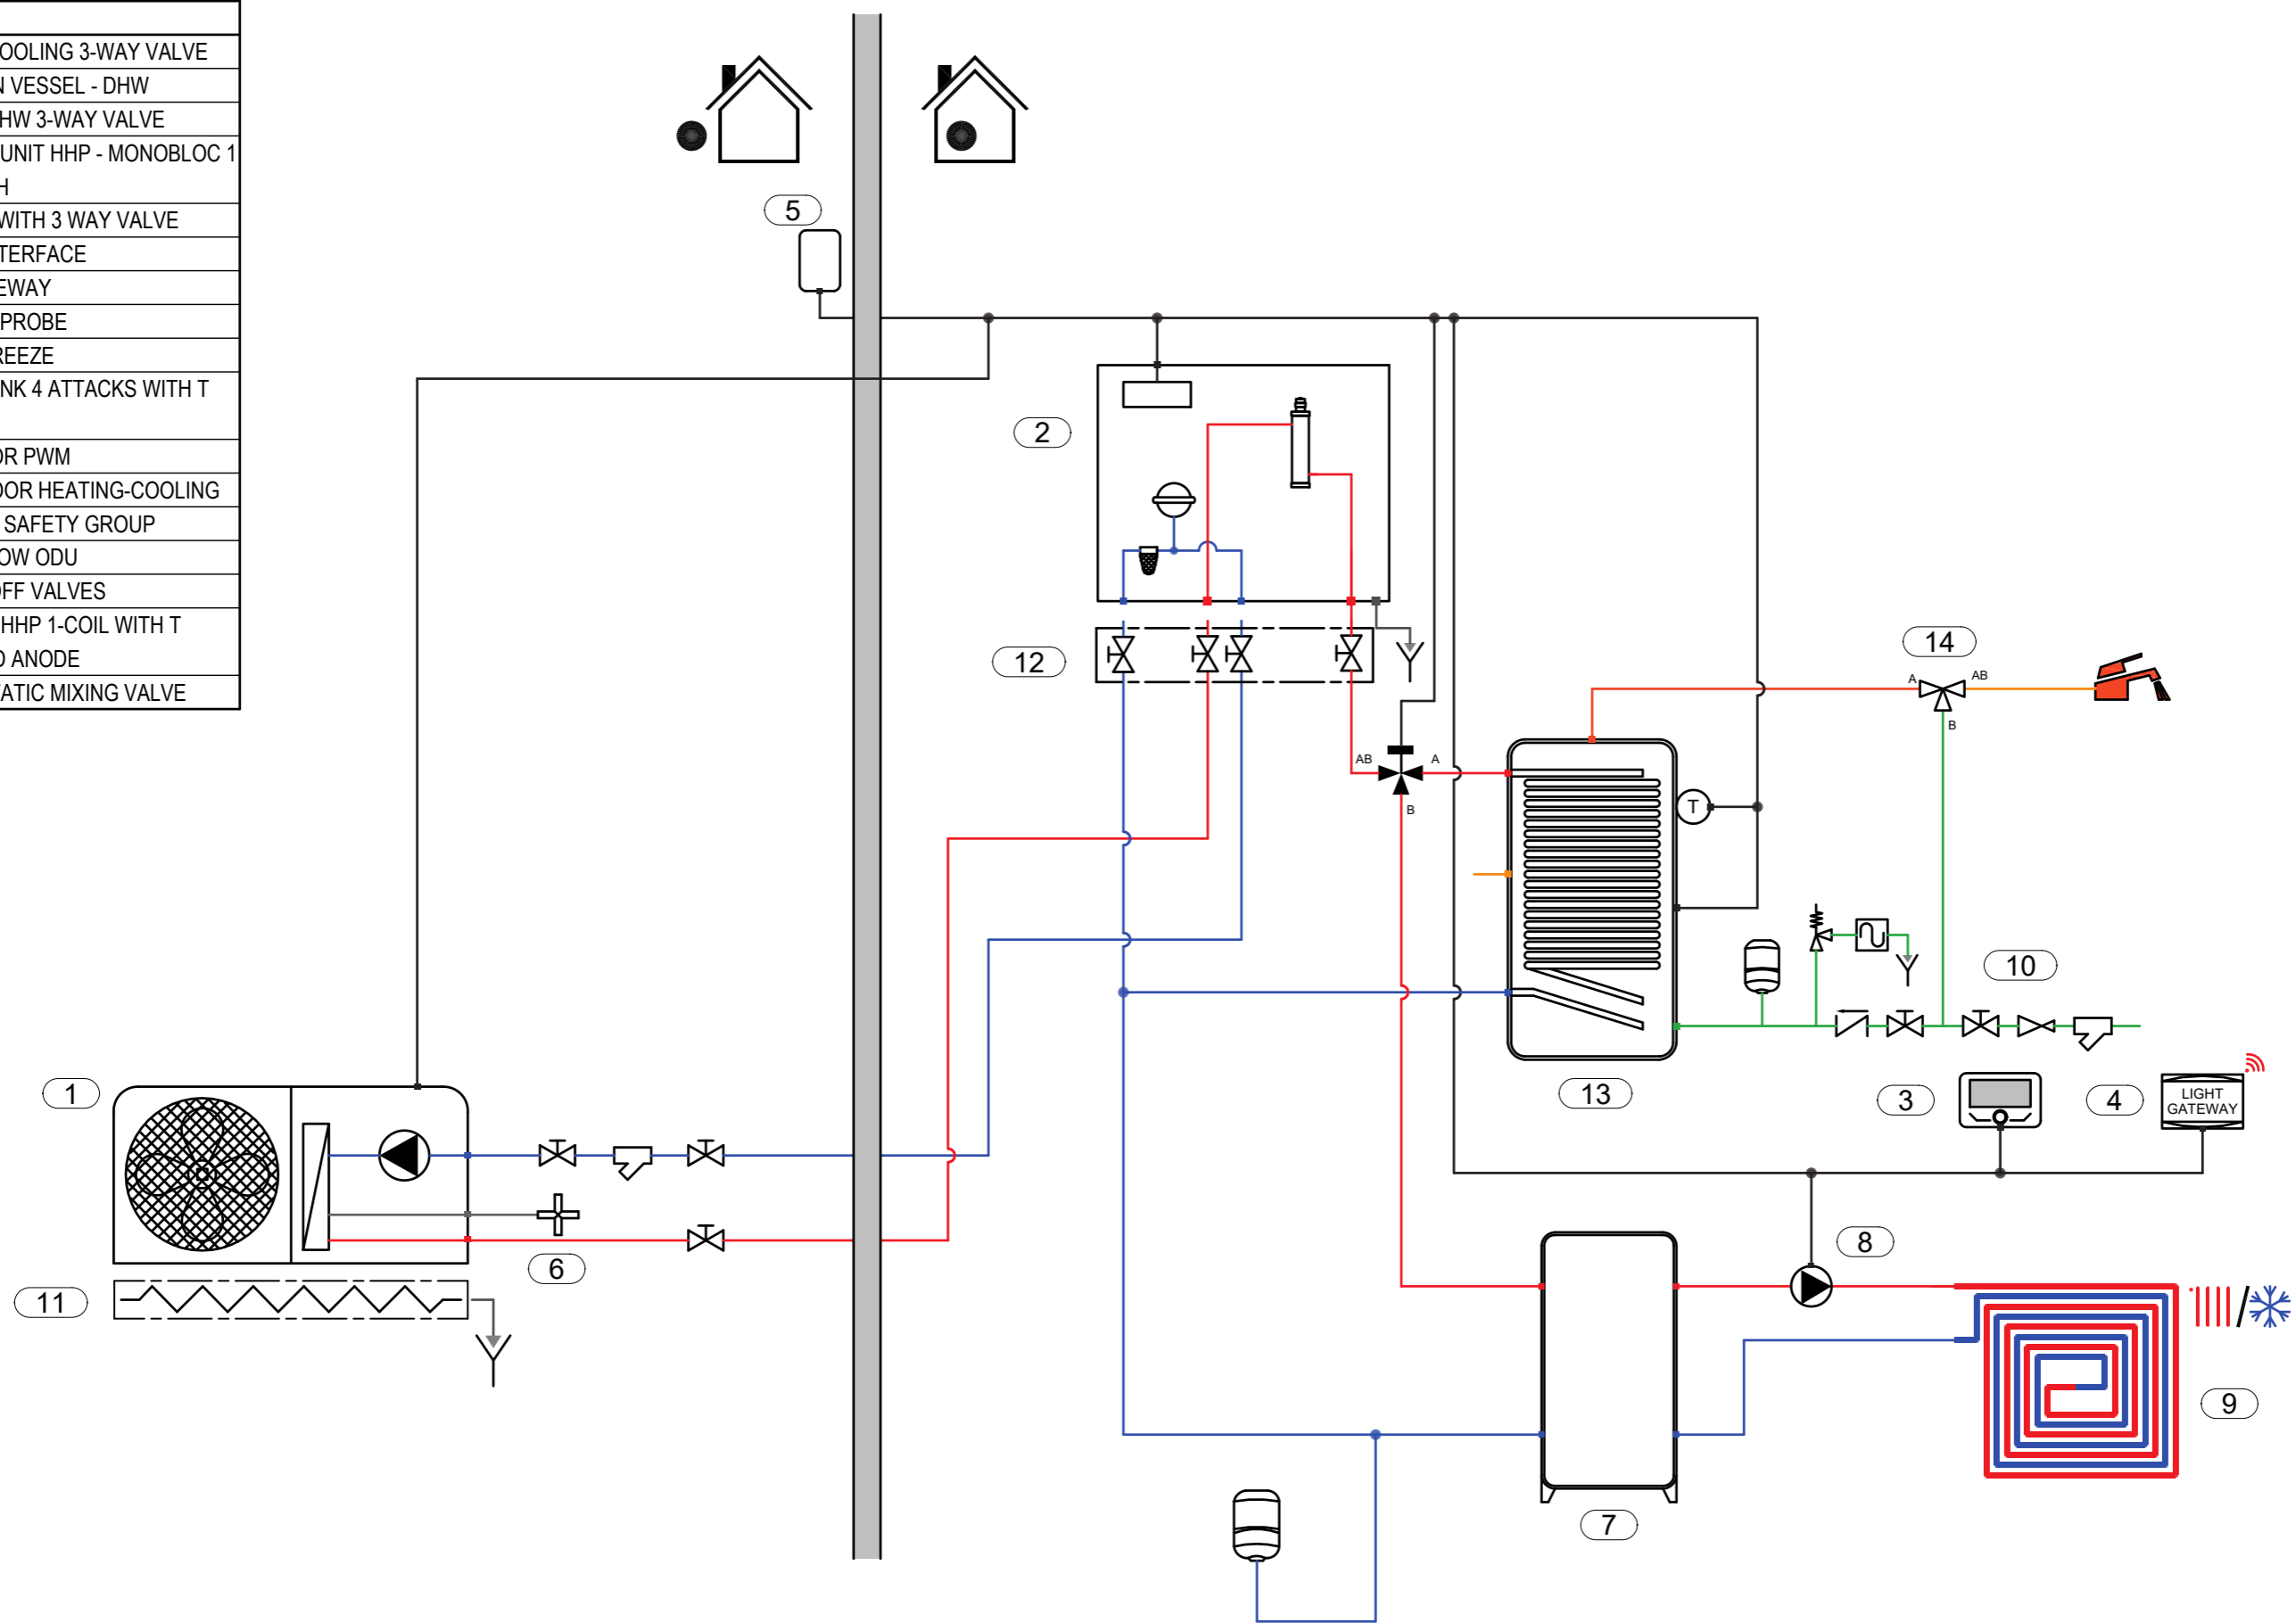 OOLING 3-WAY VALVE
N VESSEL - DHW
HW 3-WAY VALVE
UNIT HHP - MONOBLOC 1
H
WITH 3 WAY VALVE
TERFACE
EWAY
PROBE
REEZE
NK 4 ATTACKS WITH T
OR PWM
OOR HEATING-COOLING
SAFETY GROUP
OW ODU
OFF VALVES
HHP 1-COIL WITH T
D ANODE
ATIC MIXING VALVE
5
2
12
14
A
AB
B
AB
A
B
T
10
1
13
3
4
LIGHT
GATEWAY
6
8
11
/
9
7